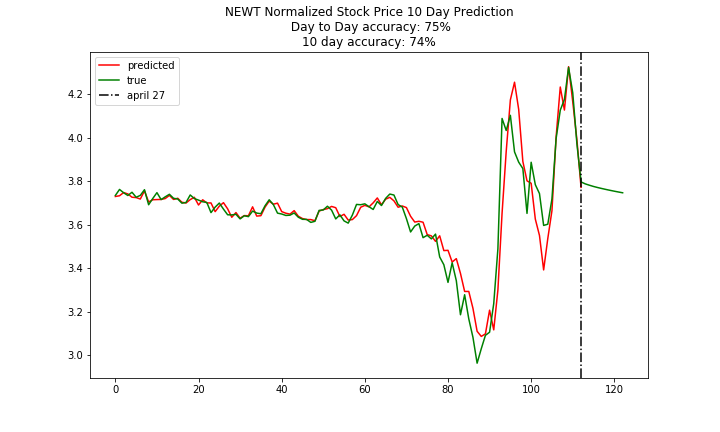 NEWT Normalized Stock Price 10 Day Prediction
Day to Day accuracy: 75%
10 day accuracy: 74%
predicted
true
april 27
4.2
4.0
3.8
3.6
3.4
3.2
3.0
0 20 40 60 80 100 120